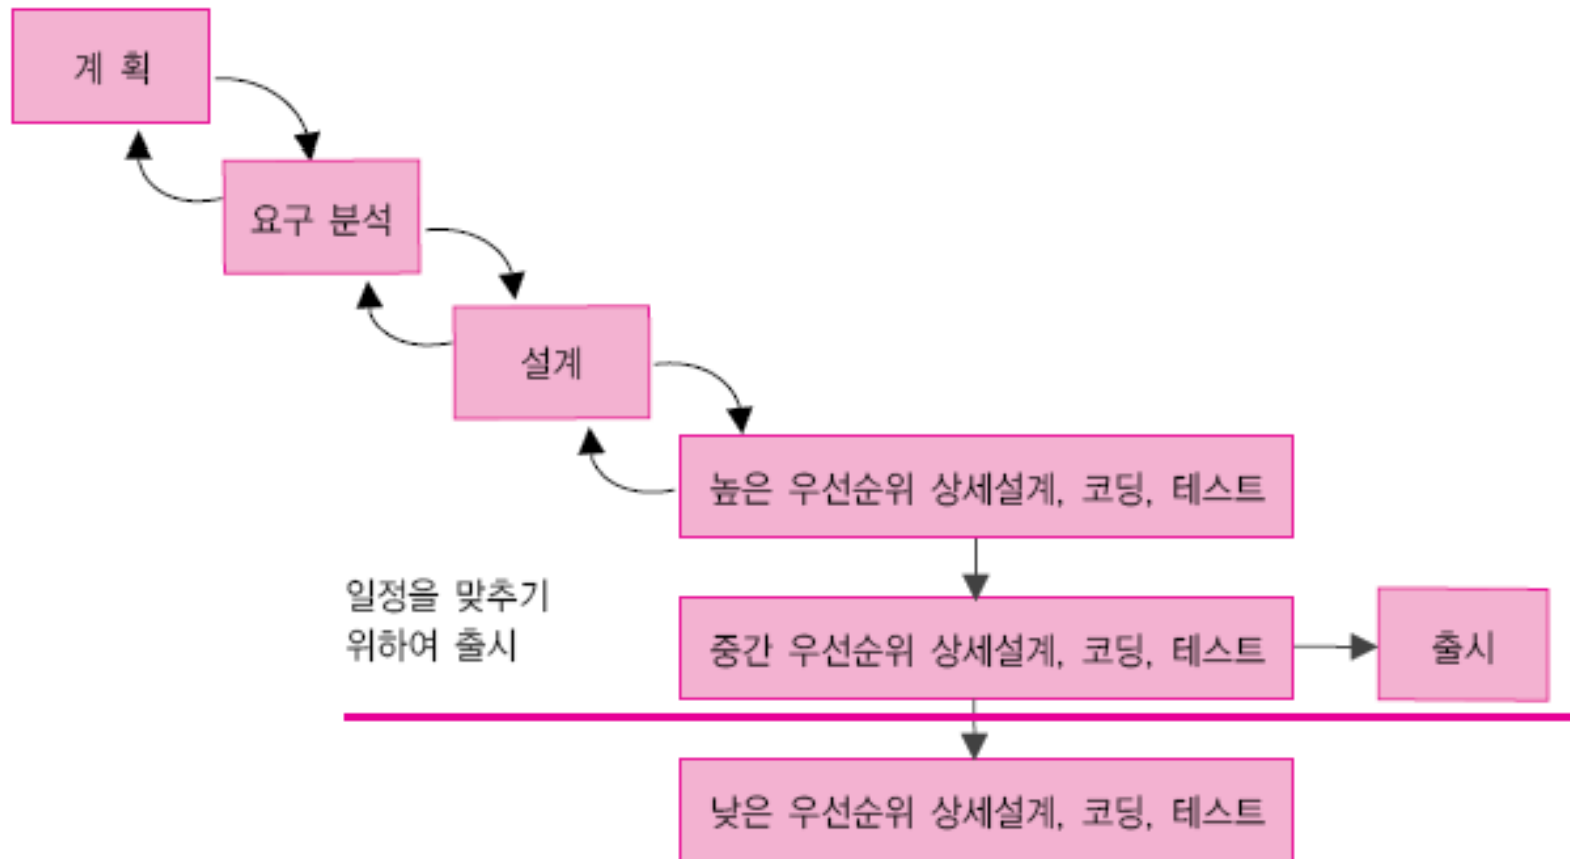 계 획
요구 분석
설계
높은 우선순위 상세설계, 코딩, 테스트
일정을 맞추기
위하여 출시
중간 우선순위 상세설계, 코딩, 테스트
출시
낮은 우선순위 상세설계, 코딩, 테스트